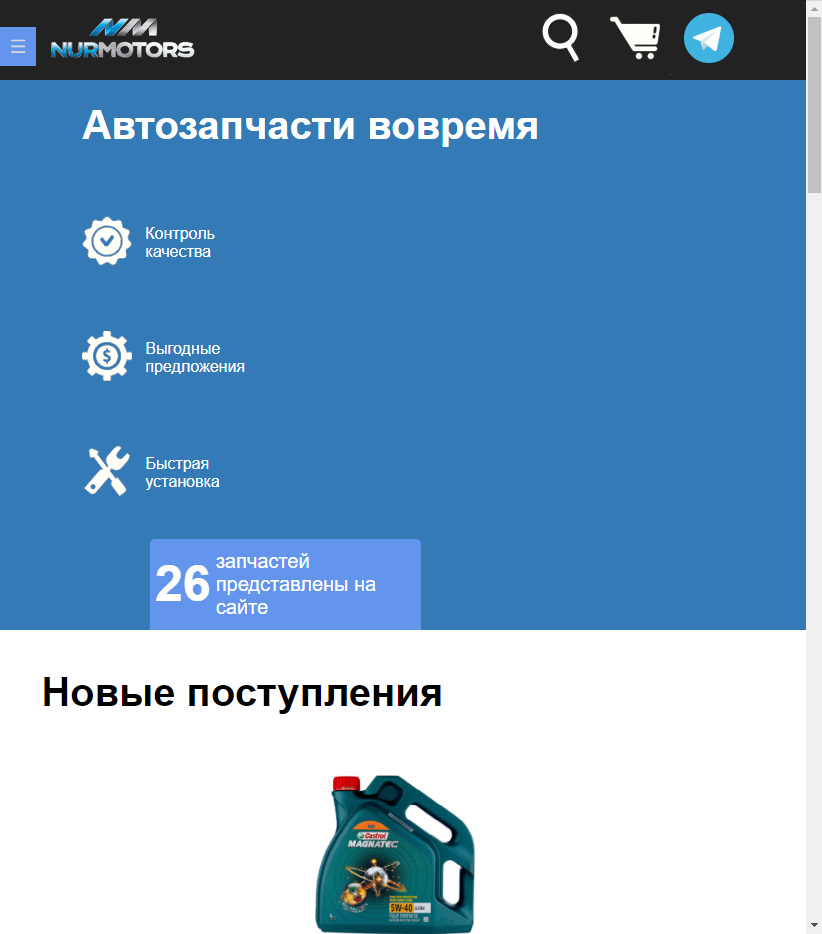 NURMOTORS
Автозапчасти вовремя
Контроль
качества
Выгодные
предложения
Быстрая
установка
26
запчастей
представлены на
сайте
Новые поступления
Castrol
MAGNATEC
5W-40